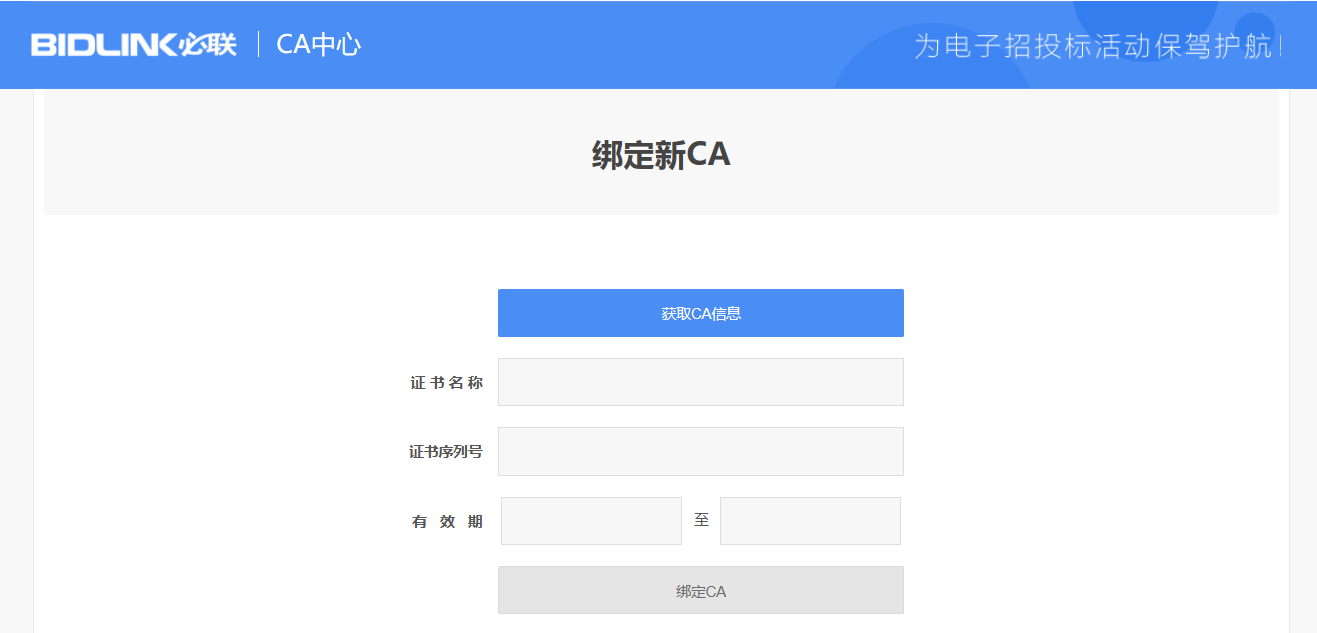 BIDLINK必联 CA中心
为电子招投标活动保驾护航!
绑定新CA
获取CA信息
证书名称
证书序列号
有效期 至
绑定CA